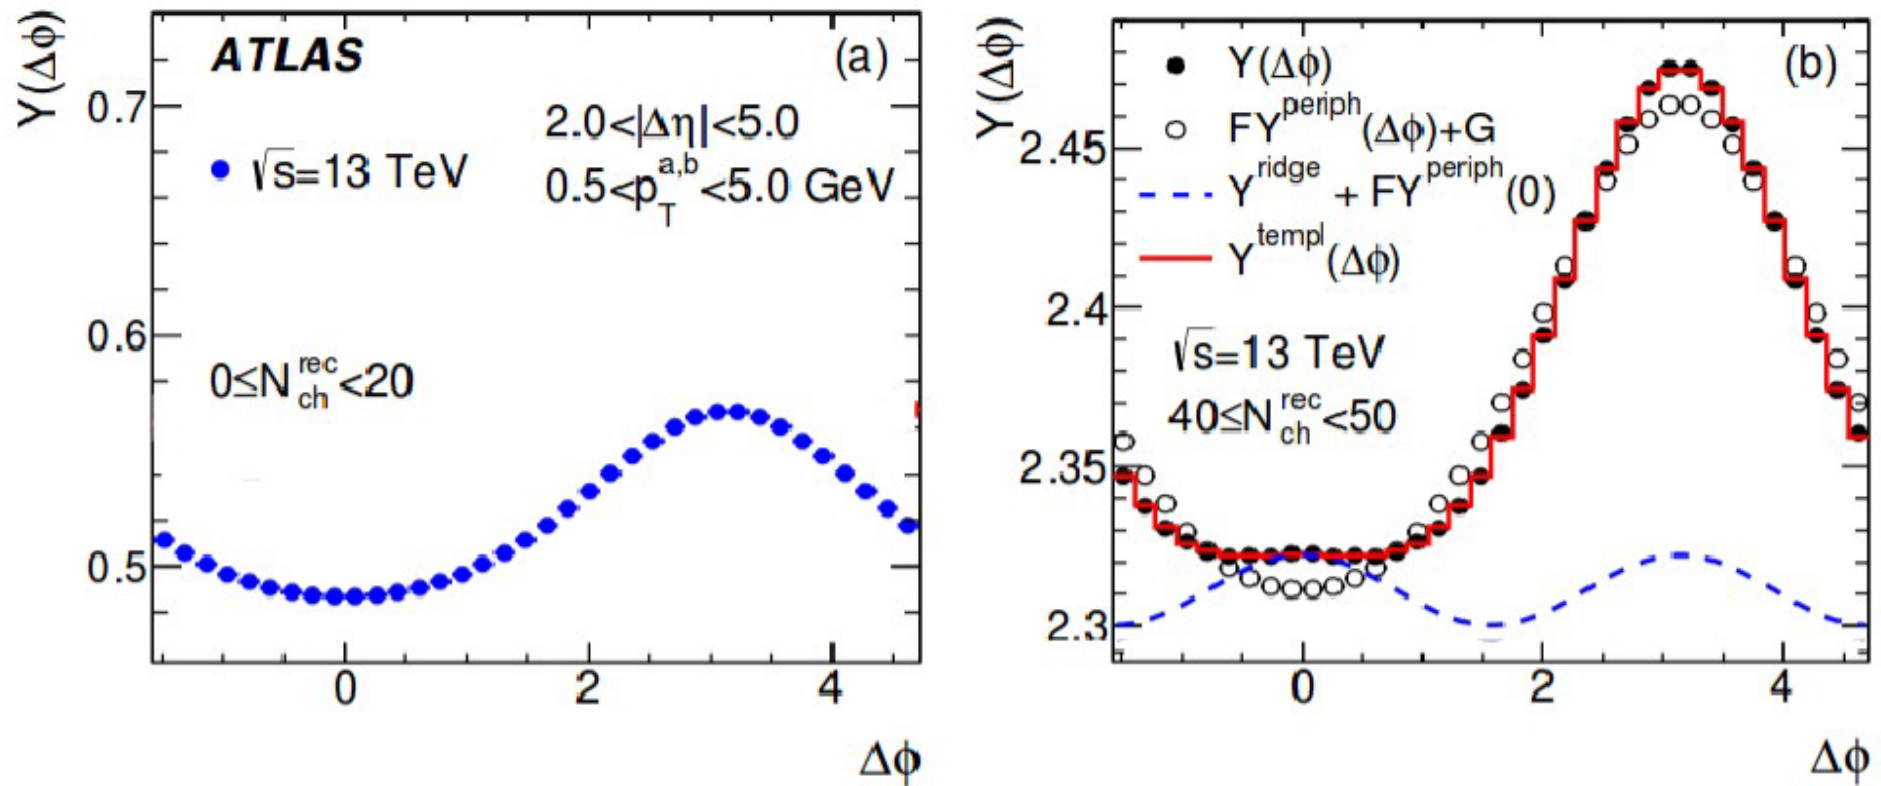 ATLAS
(a)
2.0<|Δη|<5.0
√s=13 TeV
0.5<p_T^{a,b}<5.0 GeV
0≤N_ch^rec<20
Y(Δϕ)
0.7
0.6
0.5
0 2 4
Δϕ
(b)
Y(Δϕ)
FY^periph(Δϕ)+G
Y^ridge + FY^periph(0)
Y^templ(Δϕ)
√s=13 TeV
40≤N_ch^rec<50
Y(Δϕ)
2.45
2.4
2.35
2.3
0 2 4
Δϕ